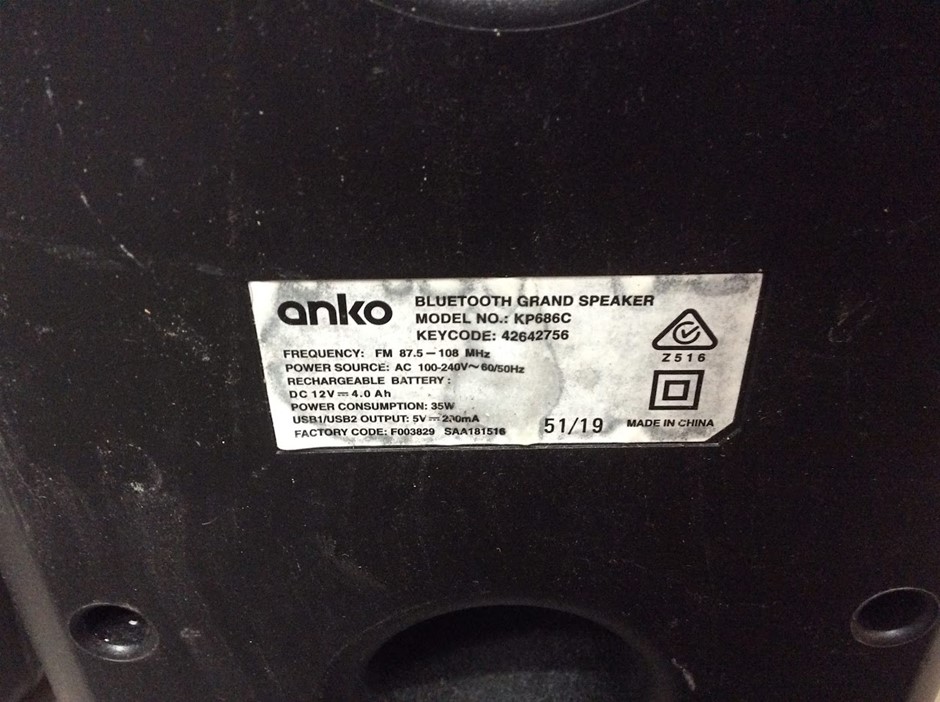 anko
BLUETOOTH GRAND SPEAKER
MODEL NO.: KP686C
KEYCODE: 42642756
FREQUENCY: FM 87.5 – 108 MHz
POWER SOURCE: AC 100-240V ~ 60/50Hz
RECHARGEABLE BATTERY :
DC 12V ⎓ 4.0 Ah
POWER CONSUMPTION: 35W
USB1/USB2 OUTPUT: 5V ⎓
FACTORY CODE: F003829 SAA181516
51/19
Z516
MADE IN CHINA